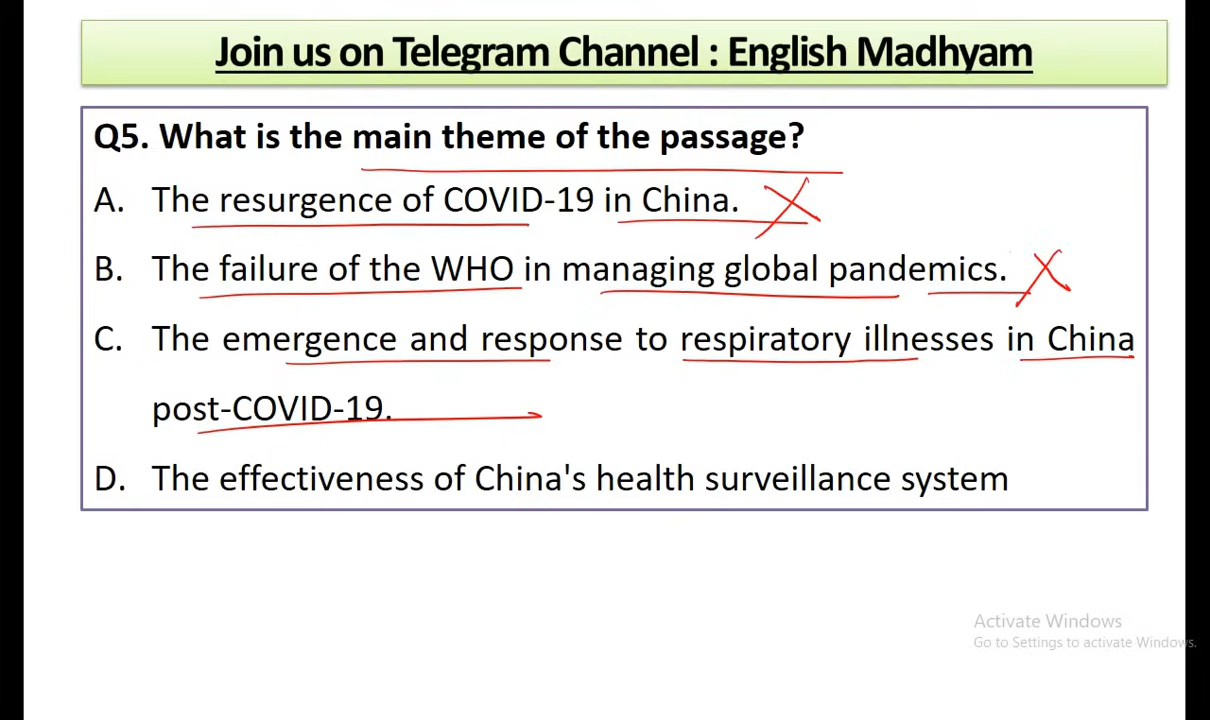 Join us on Telegram Channel : English Madhyam
Q5. What is the main theme of the passage?
A. The resurgence of COVID-19 in China.
B. The failure of the WHO in managing global pandemics.
C. The emergence and response to respiratory illnesses in China
post-COVID-19.
D. The effectiveness of China's health surveillance system
Activate Windows
Go to Settings to activate Windows.